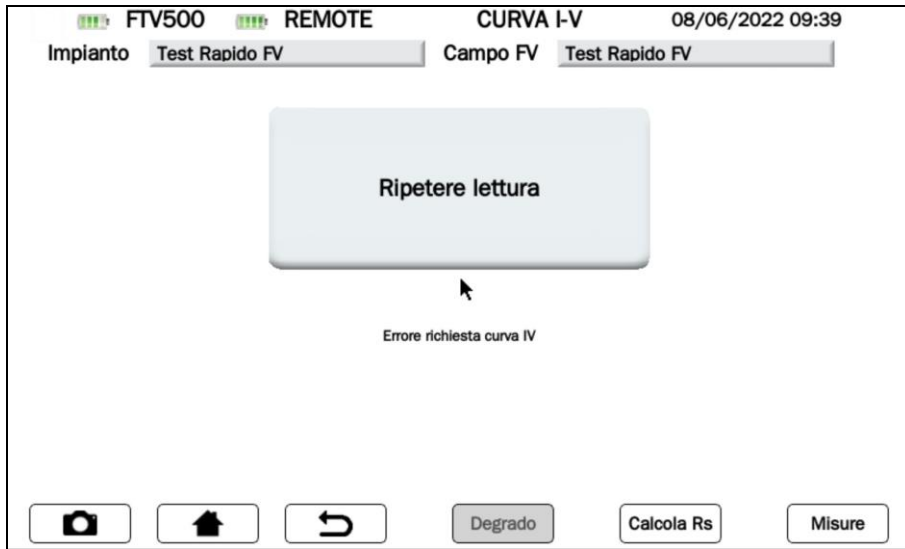 FTV500 REMOTE CURVA I-V 08/06/2022 09:39
Impianto Test Rapido FV Campo FV Test Rapido FV
Ripetere lettura
Errore richiesta curva IV
Degrado Calcola Rs Misure